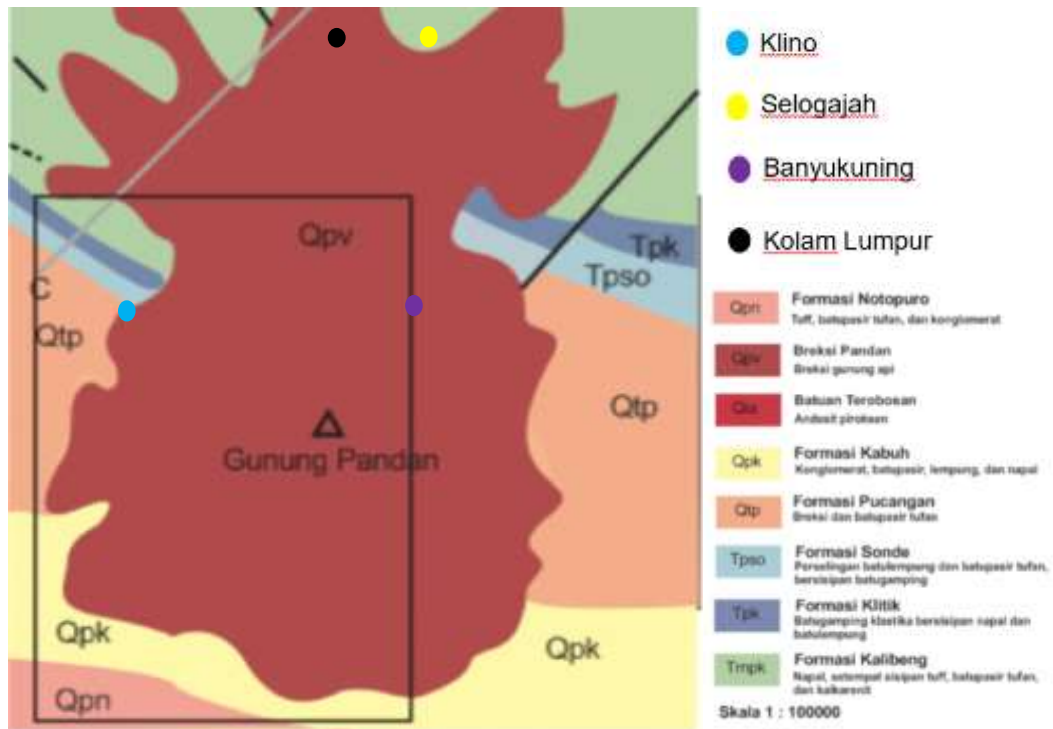 Klino
Selogajah
Banyukuning
Kolam Lumpur
Qpv
Tpk
Tpso
C
Qtp
Qtp
Gunung Pandan
Qpk
Qpk
Qpn
Qpn
Formasi Notopuro
Tuff, batupasir tufan, dan konglomerat
Qpv
Breksi Pandan
Breksi gunung api
Batuan Terobosan
Andesit piroksen
Qpk
Formasi Kabuh
Konglomerat, batupasir, lempung, dan napal
Qtp
Formasi Pucangan
Breksi dan batupasir tufan
Tpso
Formasi Sonde
Perselingan batulempung dan batupasir tufan,
bersisipan batugamping
Tpk
Formasi Klitik
Batugamping klastika bersisipan napal dan
batulempung
Tmpk
Formasi Kalibeng
Napal, setempat sisipan tuff, batupasir tufan,
dan kalkarenit
Skala 1 : 100000